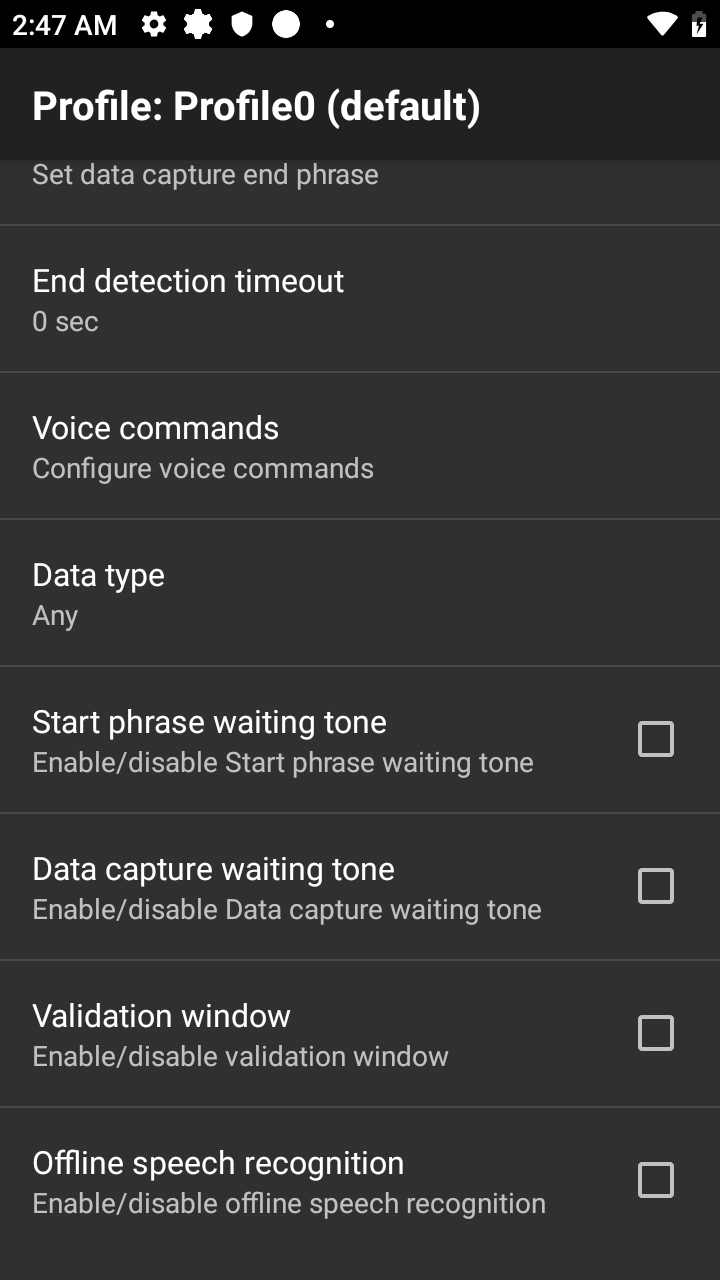 2:47 AM
Profile: Profile0 (default)
Set data capture end phrase
End detection timeout
0 sec
Voice commands
Configure voice commands
Data type
Any
Start phrase waiting tone
Enable/disable Start phrase waiting tone
Data capture waiting tone
Enable/disable Data capture waiting tone
Validation window
Enable/disable validation window
Offline speech recognition
Enable/disable offline speech recognition